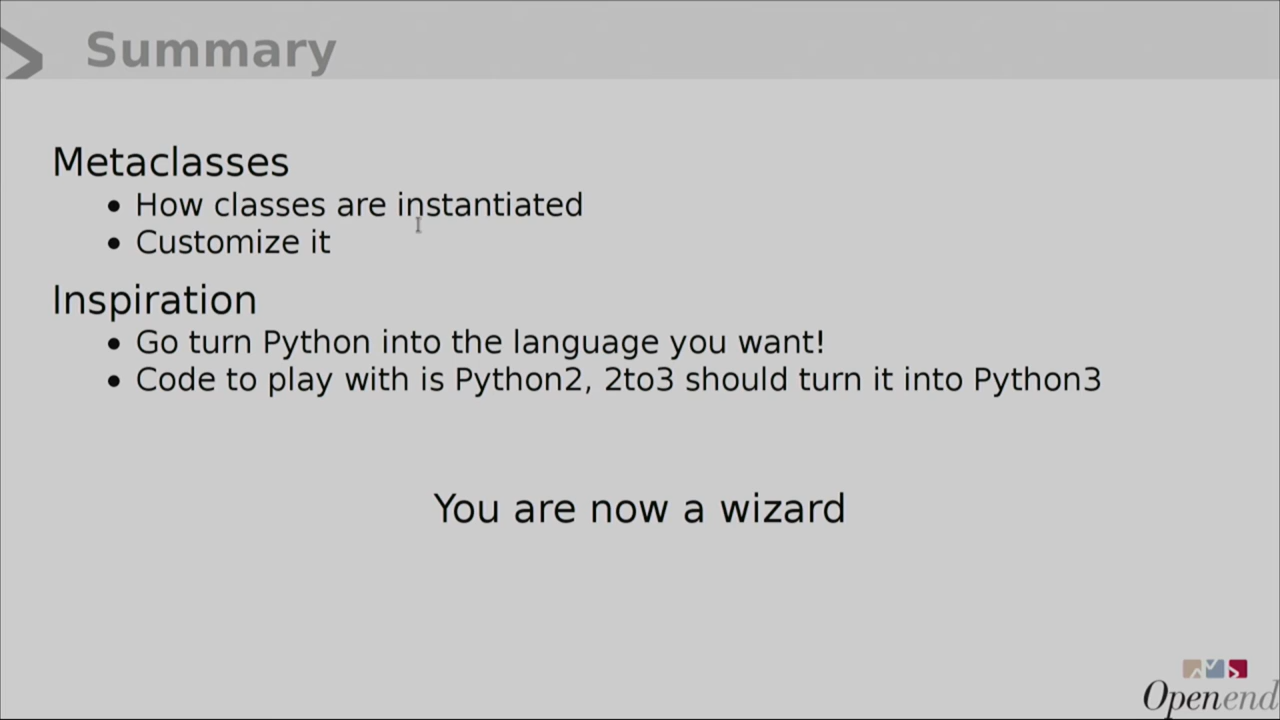 Summary
Metaclasses
• How classes are instantiated
• Customize it
Inspiration
• Go turn Python into the language you want!
• Code to play with is Python2, 2to3 should turn it into Python3
You are now a wizard
Openend